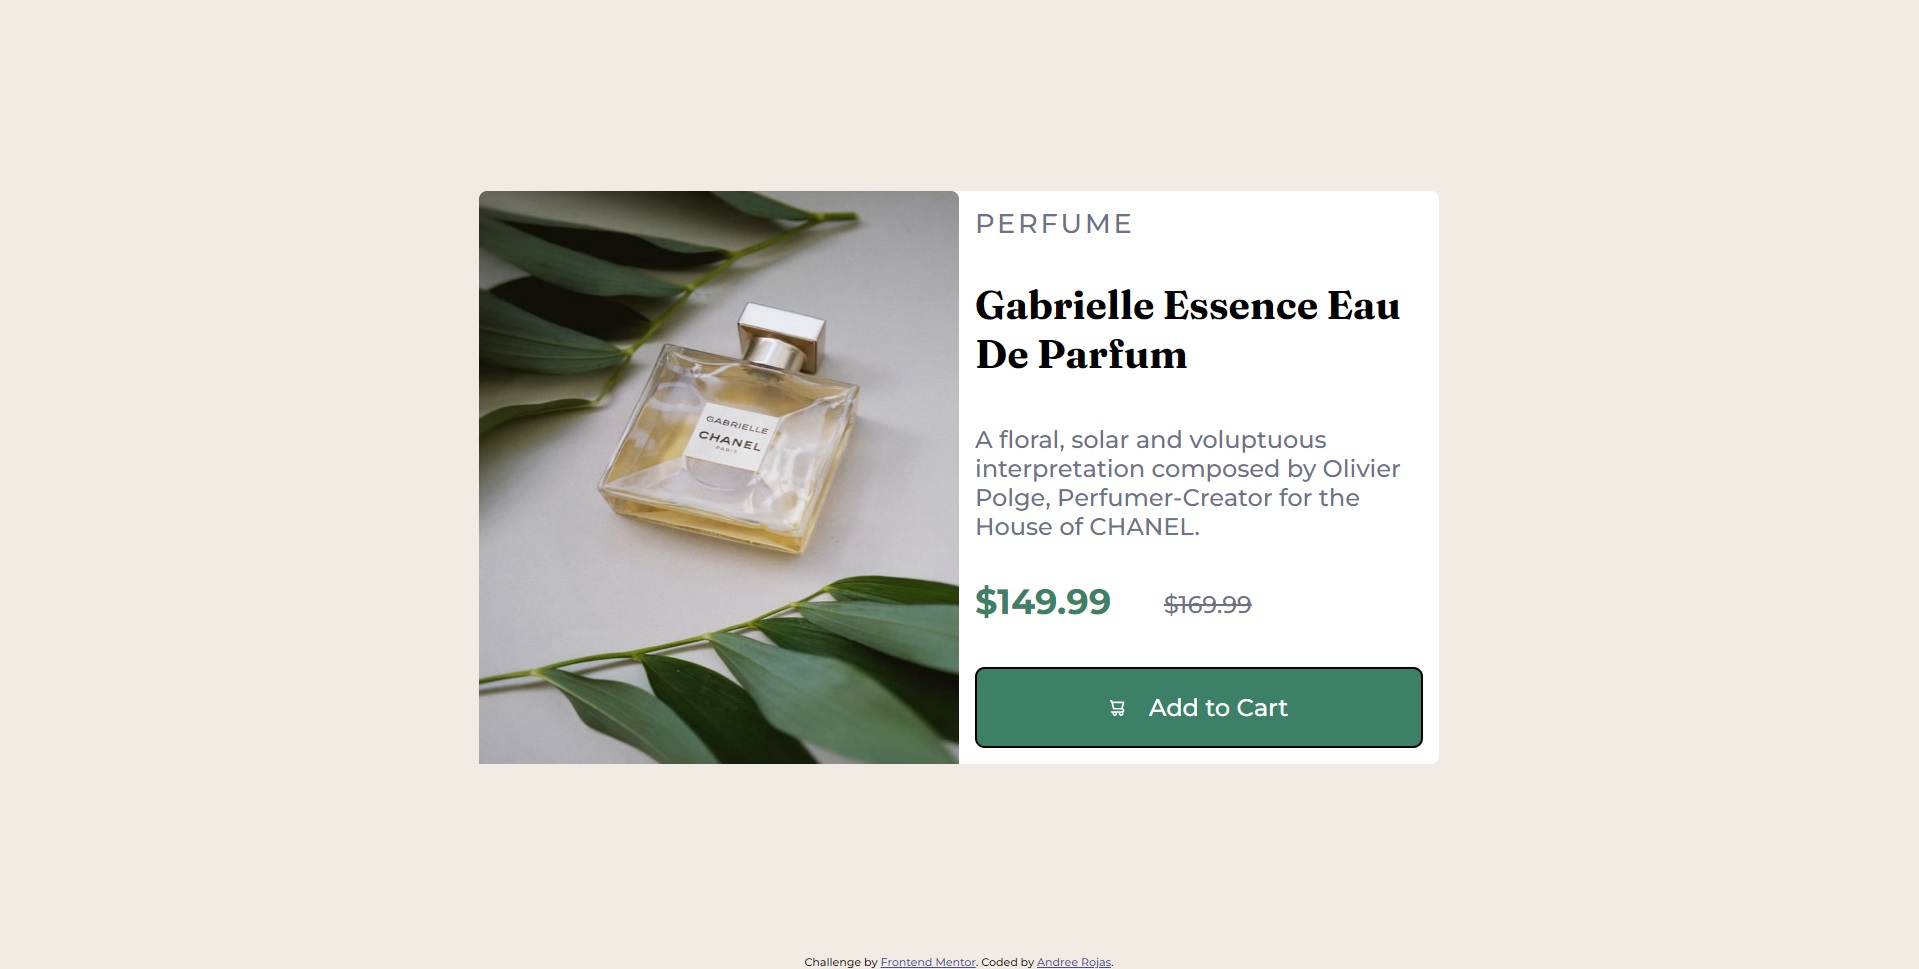 PERFUME
Gabrielle Essence Eau
De Parfum
GABRIELLE
CHANEL
PARIS
A floral, solar and voluptuous
interpretation composed by Olivier
Polge, Perfumer-Creator for the
House of CHANEL.
$149.99 $169.99
Add to Cart
Challenge by Frontend Mentor. Coded by Andree Rojas.